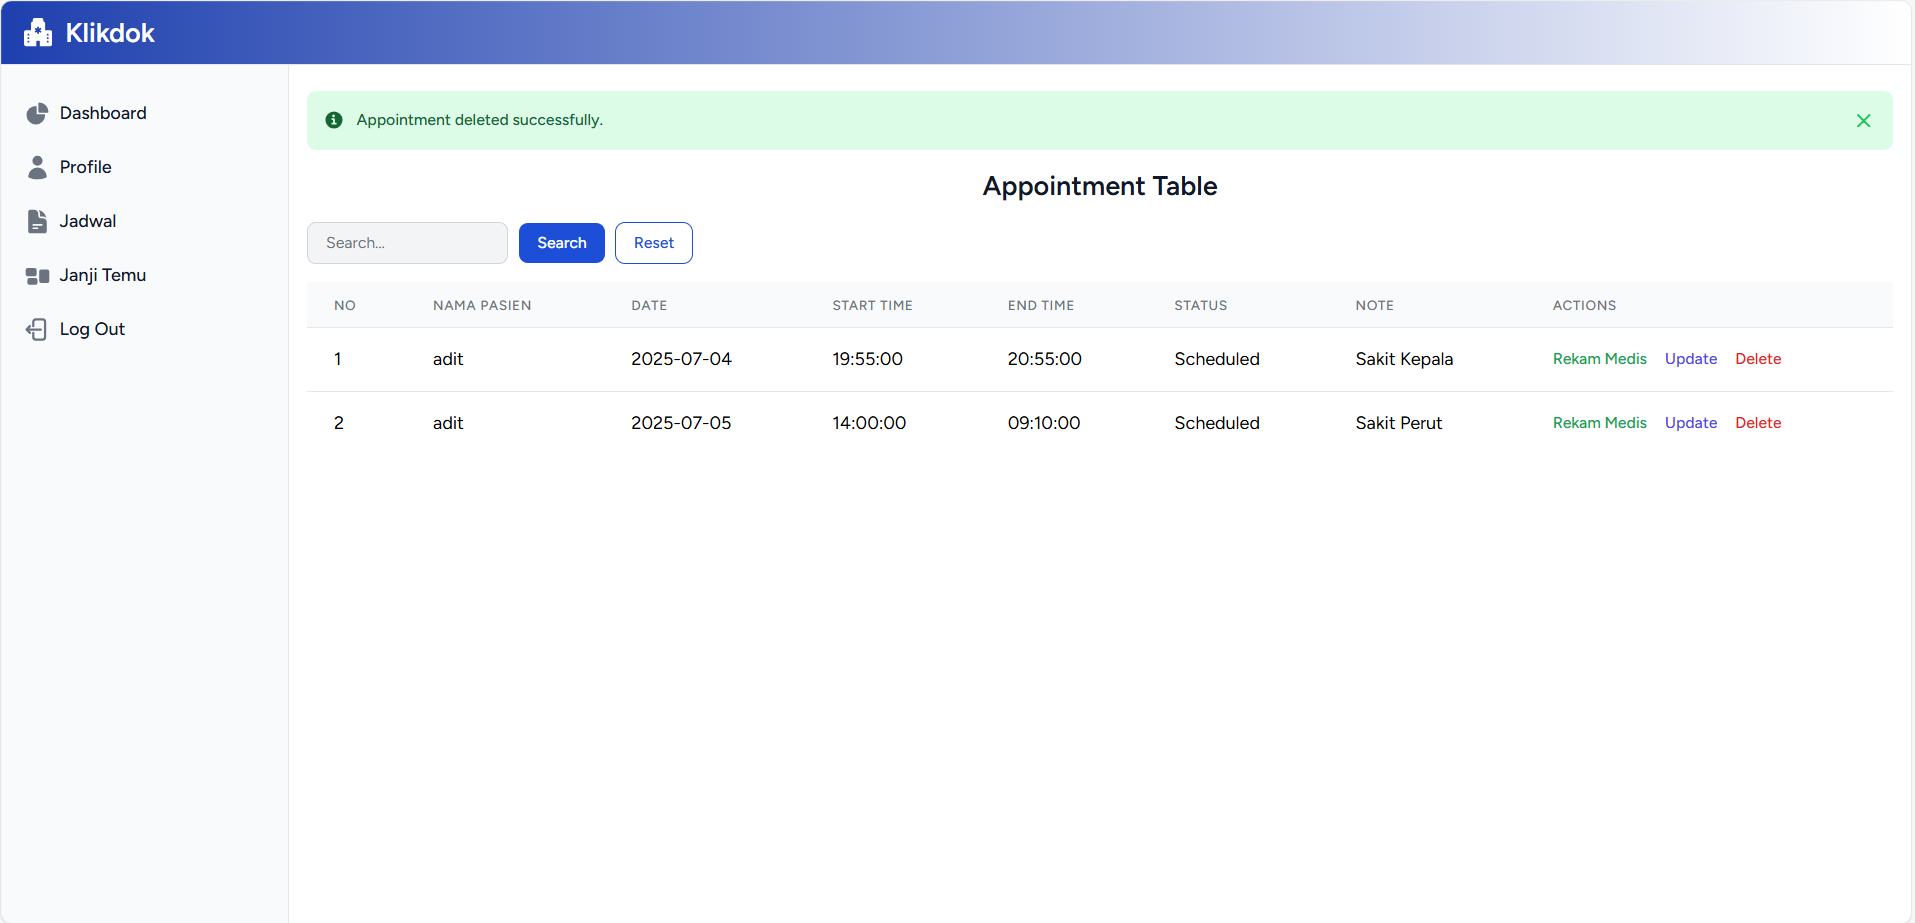 Klikdok
Dashboard
Profile
Jadwal
Janji Temu
Log Out
Appointment deleted successfully.
Appointment Table
Search... Search Reset
NO NAMA PASIEN DATE START TIME END TIME STATUS NOTE ACTIONS
1 adit 2025-07-04 19:55:00 20:55:00 Scheduled Sakit Kepala Rekam Medis Update Delete
2 adit 2025-07-05 14:00:00 09:10:00 Scheduled Sakit Perut Rekam Medis Update Delete